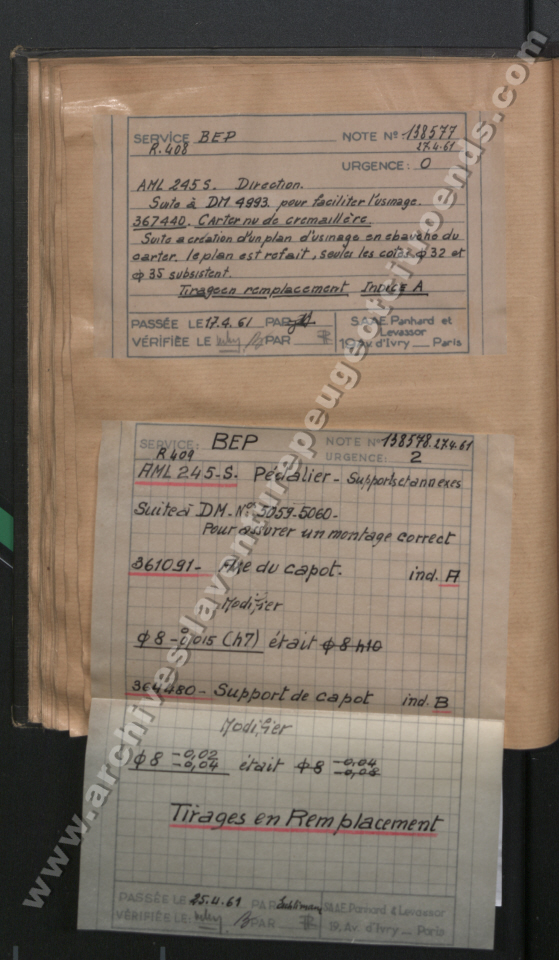 SERVICE BEP NOTE Nº 138577
R.408 27.4.61
URGENCE: 0
AML 245 S. Direction.
Suite à DM 4993. pour faciliter l'usinage.
367440. Carter nu de cremaillère
Suite a création d'un plan d'usinage en ebauche du
carter, le plan est refait, seules les cotes φ 32 et
φ 35 subsistent.
Tirage en remplacement Indice A
PASSÉE LE 17.4.61 PAR S.A.A.E Panhard et
Levassor
VÉRIFIÉE LE PAR 19, Av. d'Ivry __ Paris
SERVICE: BEP NOTE Nº 138578.27.4.61
R409 URGENCE: 2
AML 245-S. Pédalier - Supports et annexes
Suite à DM. Nº 5059-5060-
Pour assurer un montage correct
361091- Axe du capot. ind. A
Modifier
φ 8 - 0,015 (h7) était φ 8 h10
364480- Support de capot ind. B
Modifier
φ 8 -0,02 -0,04 était φ 8 -0,04 -0,08
Tirages en Remplacement
PASSÉE LE 25.4.61 PAR S.A.A.E Panhard & Levassor
VÉRIFIÉE LE: PAR 19, Av. d'Ivry __ Paris
www.archives-laventurepeugeotcitroends.com